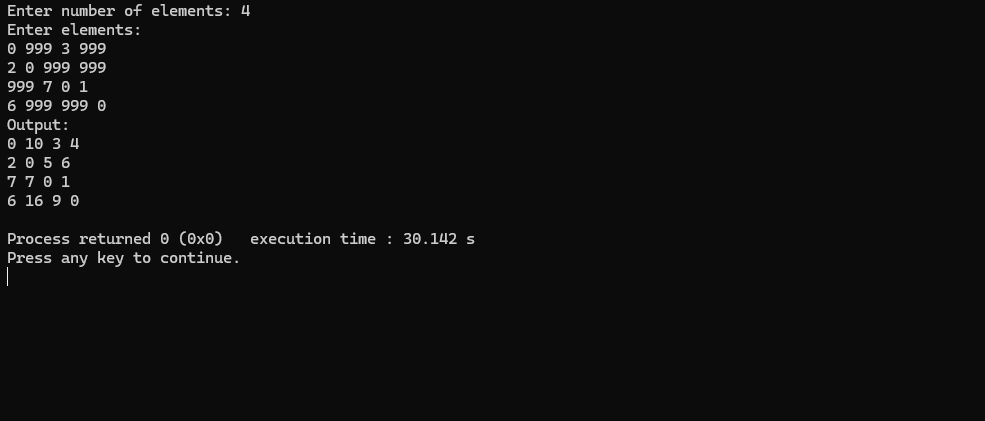 Enter number of elements: 4
Enter elements:
0 999 3 999
2 0 999 999
999 7 0 1
6 999 999 0
Output:
0 10 3 4
2 0 5 6
7 7 0 1
6 16 9 0
Process returned 0 (0x0)   execution time : 30.142 s
Press any key to continue.